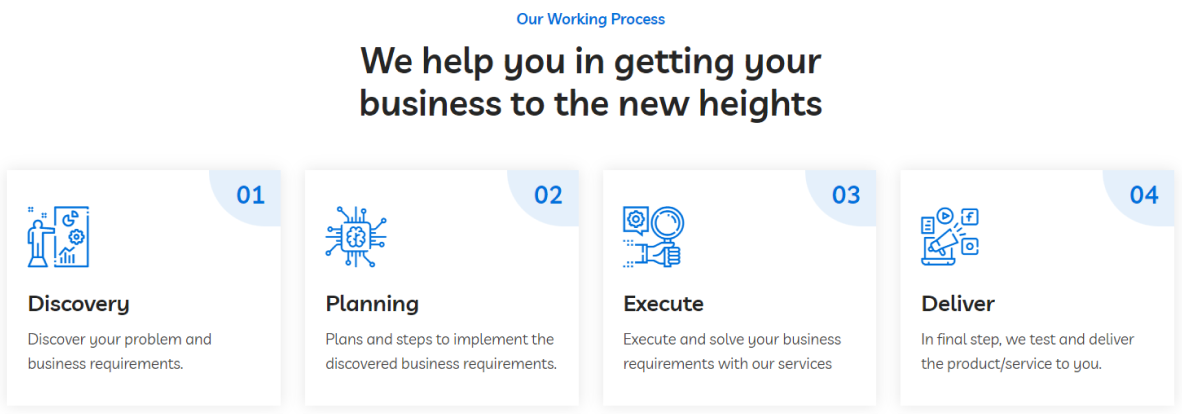 Our Working Process
We help you in getting your
business to the new heights
01
Discovery
Discover your problem and
business requirements.
02
Planning
Plans and steps to implement the
discovered business requirements.
03
Execute
Execute and solve your business
requirements with our services
04
Deliver
In final step, we test and deliver
the product/service to you.